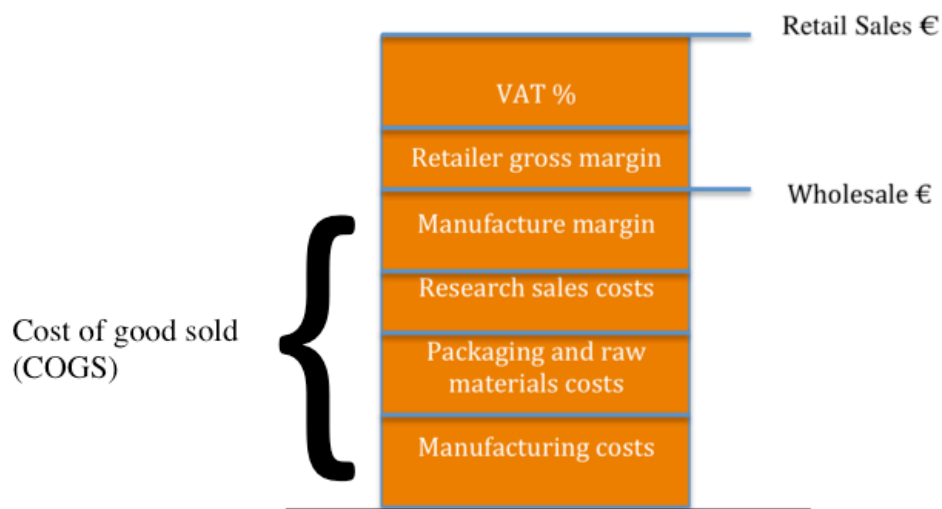 Retail Sales €
VAT %
Retailer gross margin
Wholesale €
Manufacture margin
Research sales costs
Cost of good sold
(COGS)
Packaging and raw
materials costs
Manufacturing costs